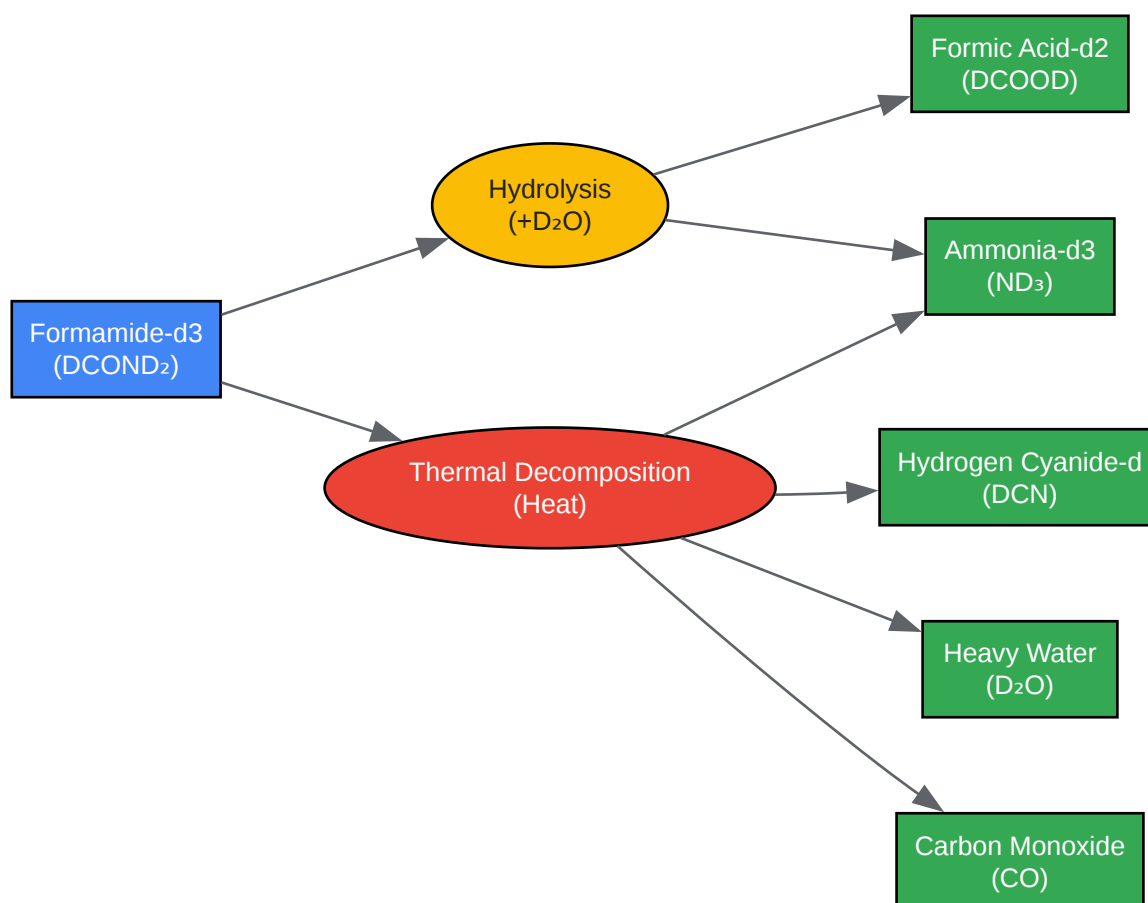 Formic Acid-d2
(DCOOD)
Hydrolysis
(+D₂O)
Ammonia-d3
(ND₃)
Formamide-d3
(DCOND₂)
Thermal Decomposition
(Heat)
Hydrogen Cyanide-d
(DCN)
Heavy Water
(D₂O)
Carbon Monoxide
(CO)